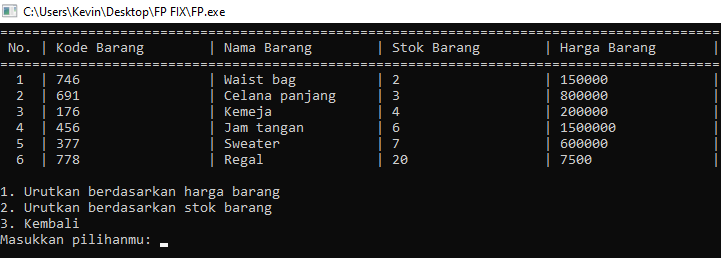 C:\Users\Kevin\Desktop\FP FIX\FP.exe
No. | Kode Barang | Nama Barang | Stok Barang | Harga Barang |
1 | 746 | Waist bag | 2 | 150000 |
2 | 691 | Celana panjang | 3 | 800000 |
3 | 176 | Kemeja | 4 | 200000 |
4 | 456 | Jam tangan | 6 | 1500000 |
5 | 377 | Sweater | 7 | 600000 |
6 | 778 | Regal | 20 | 7500 |
1. Urutkan berdasarkan harga barang
2. Urutkan berdasarkan stok barang
3. Kembali
Masukkan pilihanmu: _